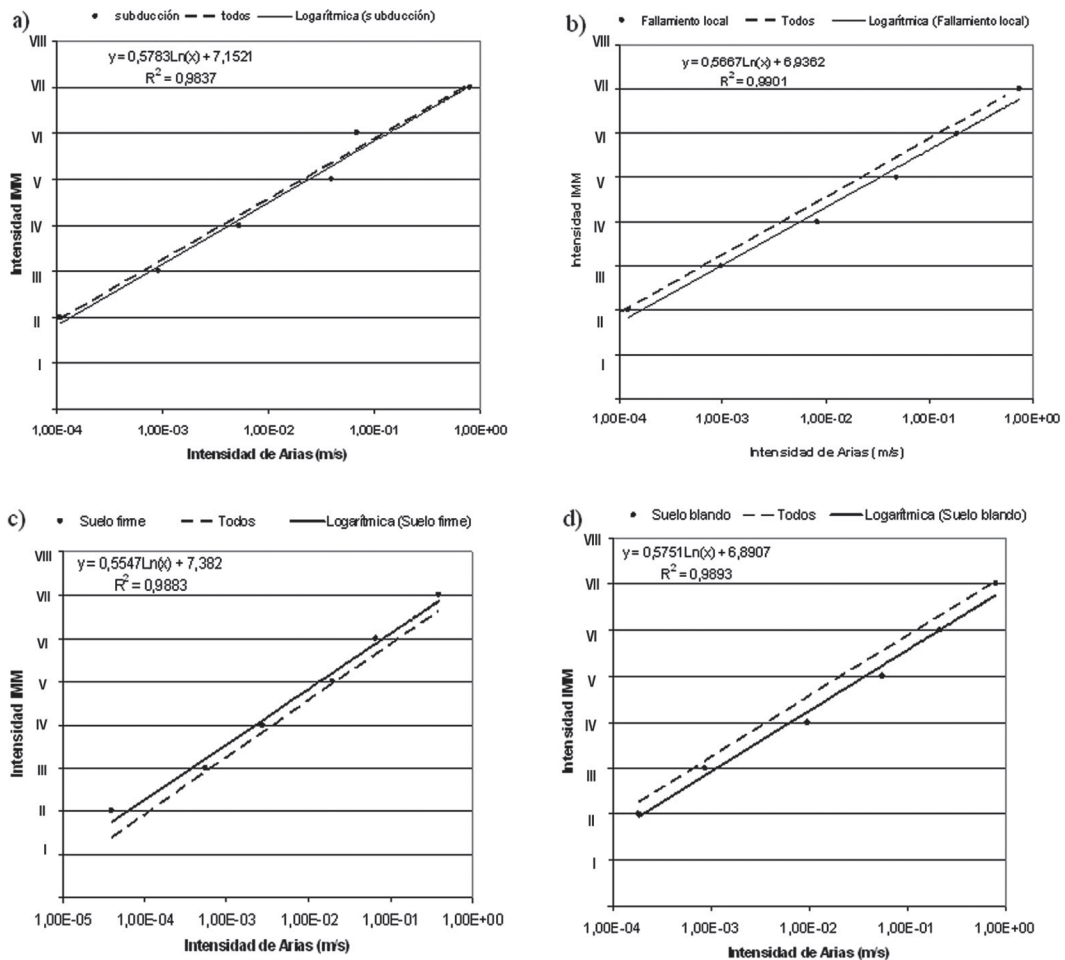 a)
subducción todos Logarítmica (subducción)
y = 0,5783Ln(x) + 7,1521
R2 = 0,9837
VIII
VII
VI
V
IV
III
II
I
Intensidad IMM
1,00E-04 1,00E-03 1,00E-02 1,00E-01 1,00E+00
Intensidad de Arias (m/s)
b)
Fallamiento local Todos Logarítmica (Fallamiento local)
y = 0,5667Ln(x) + 6,9362
R2 = 0,9901
VIII
VII
VI
V
IV
III
II
I
Intensidad IMM
1,00E-04 1,00E-03 1,00E-02 1,00E-01 1,00E+00
Intensidad de Arias (m/s)
c)
Suelo firme Todos Logarítmica (Suelo firme)
y = 0,5547Ln(x) + 7,382
R2 = 0,9883
VIII
VII
VI
V
IV
III
II
I
Intensidad IMM
1,00E-05 1,00E-04 1,00E-03 1,00E-02 1,00E-01 1,00E+00
Intensidad de Arias (m/s)
d)
Suelo blando Todos Logarítmica (Suelo blando)
y = 0,5751Ln(x) + 6,8907
R2 = 0,9893
VIII
VII
VI
V
IV
III
II
I
Intensidad IMM
1,00E-04 1,00E-03 1,00E-02 1,00E-01 1,00E+00
Intensidad de Arias (m/s)